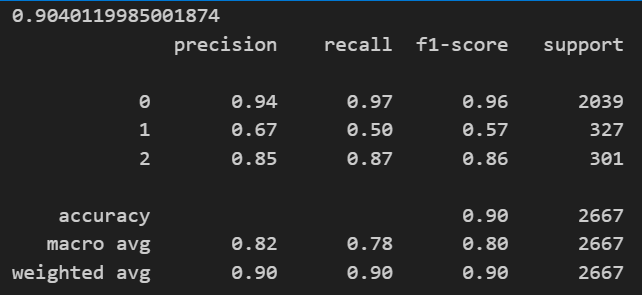 0.9040119985001874
precision recall f1-score support
0 0.94 0.97 0.96 2039
1 0.67 0.50 0.57 327
2 0.85 0.87 0.86 301
accuracy 0.90 2667
macro avg 0.82 0.78 0.80 2667
weighted avg 0.90 0.90 0.90 2667